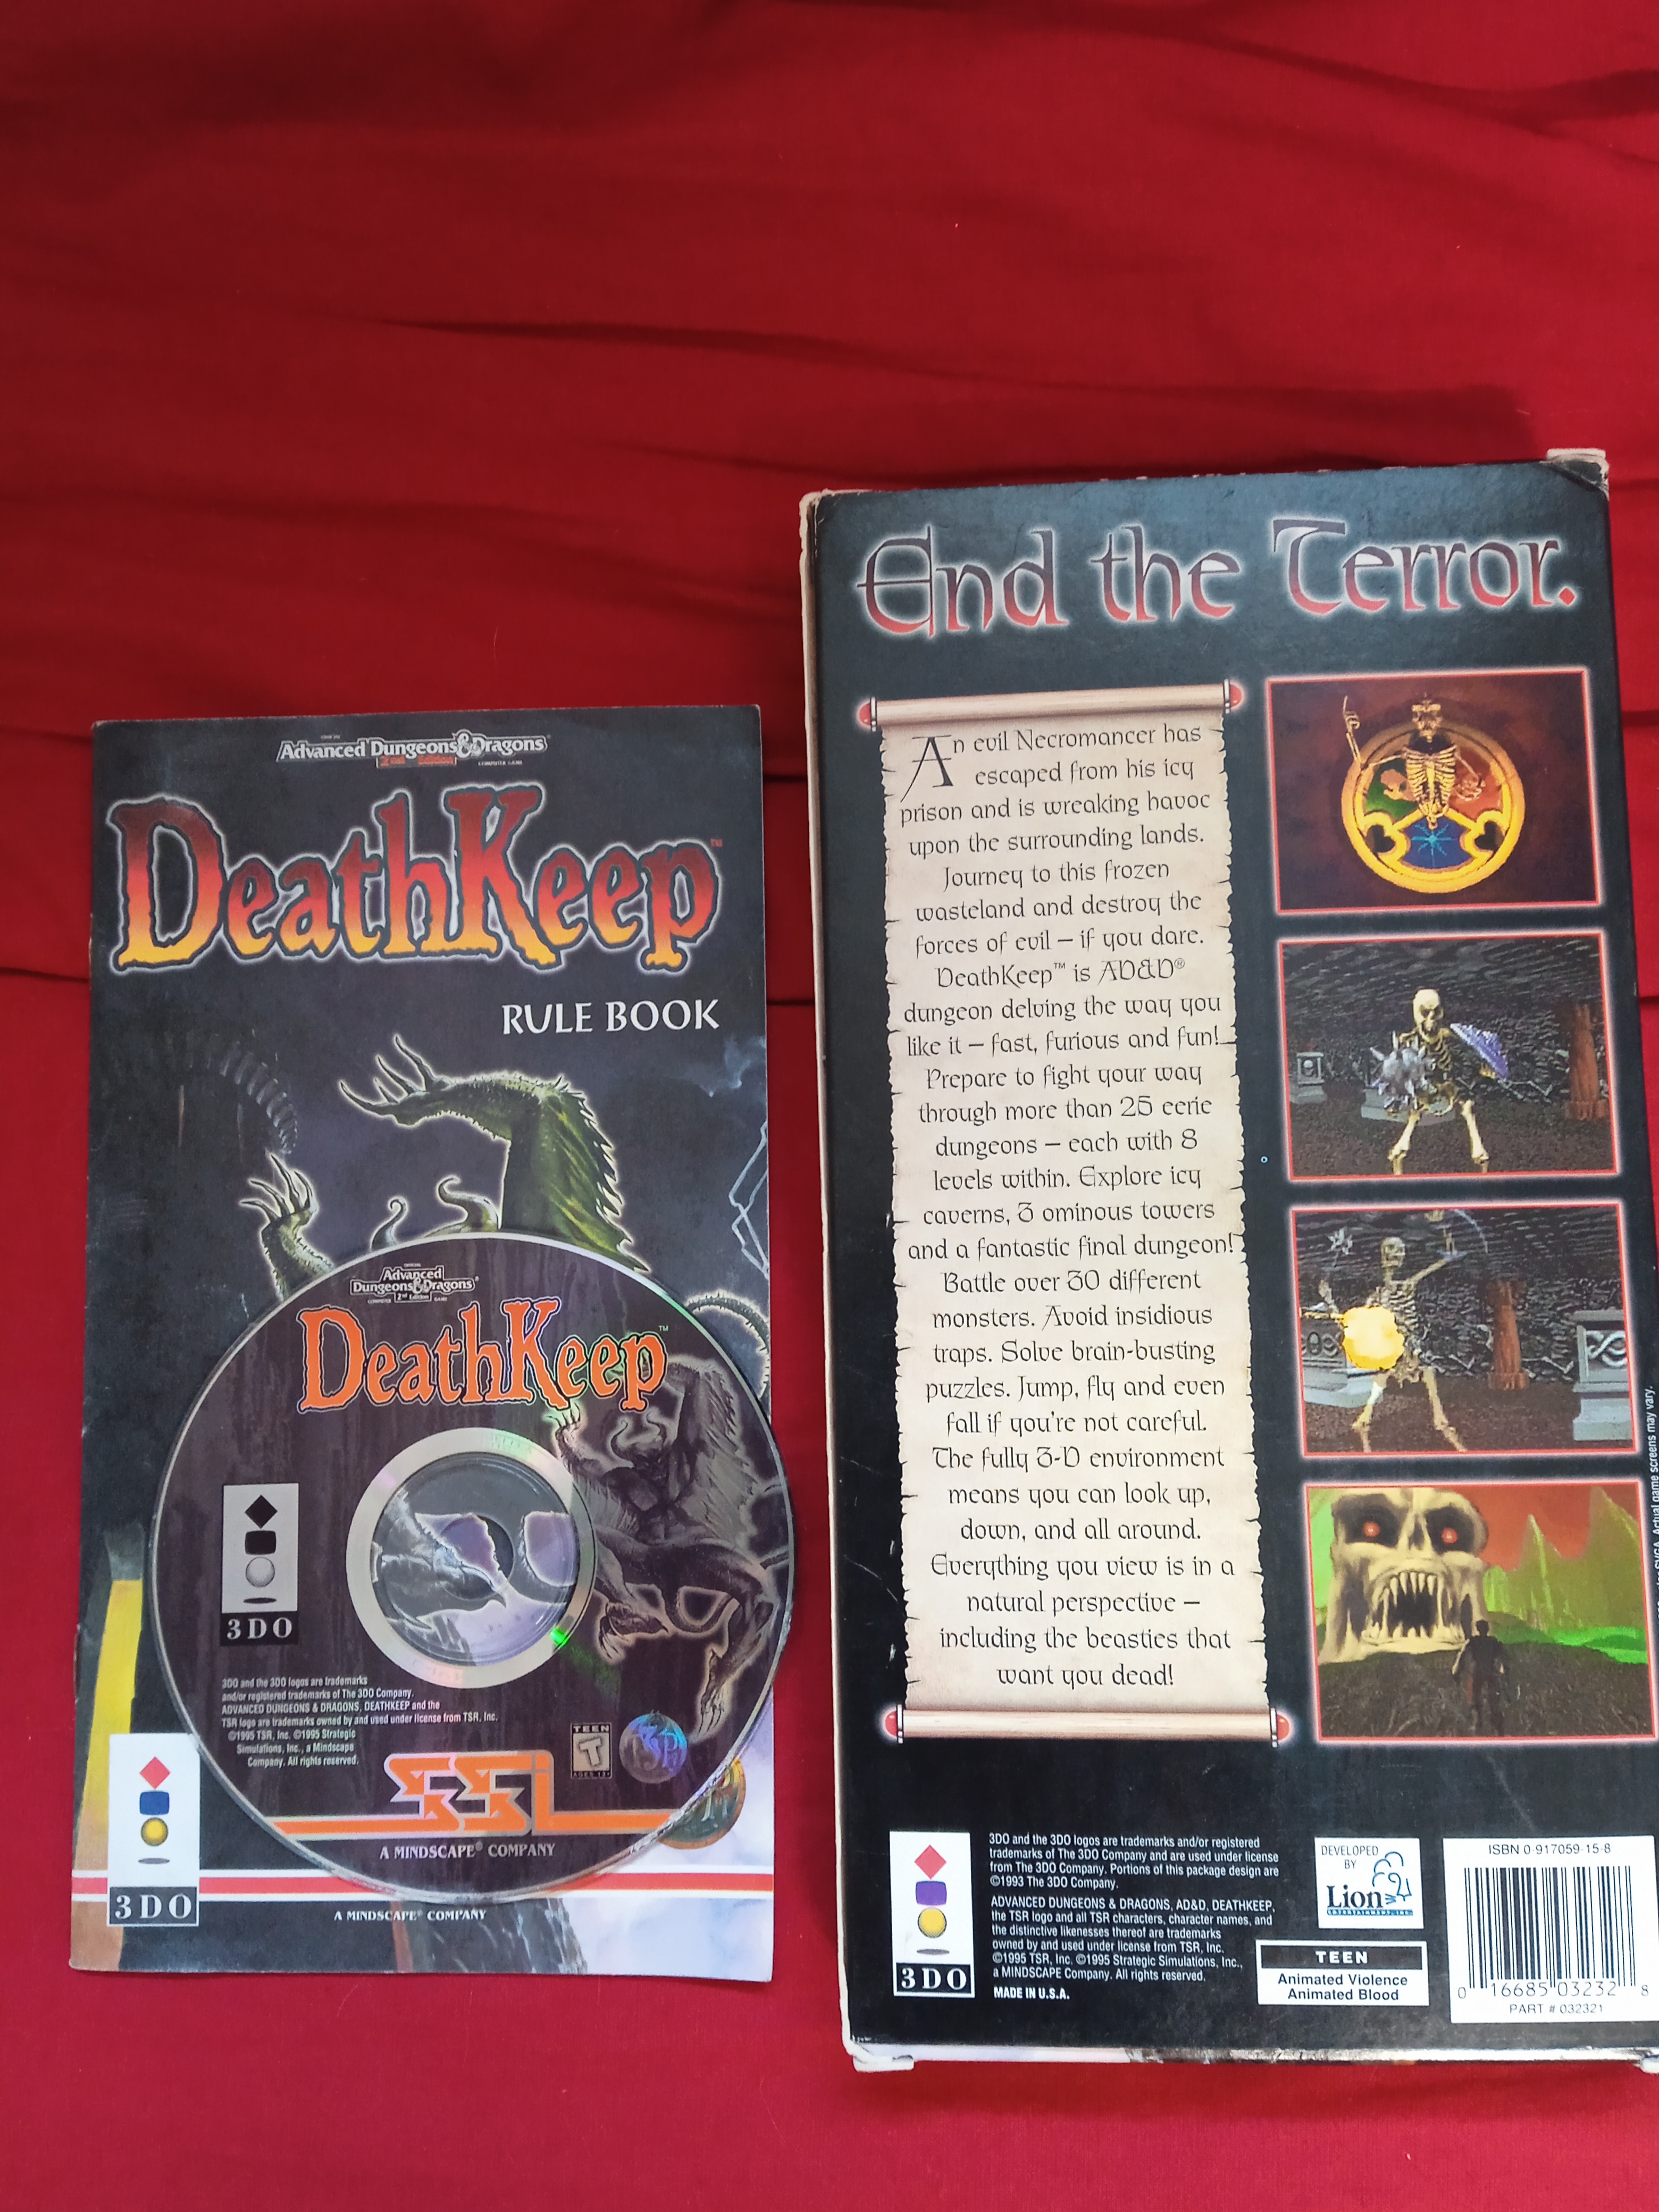 Advanced Dungeons & Dragons®
2nd Edition
COMPUTER GAME
DeathKeep™
RULE BOOK
OFFICIAL
Advanced
Dungeons & Dragons®
COMPUTER 2nd Edition GAME
DeathKeep™
3DO
3DO and the 3DO logos are trademarks
and/or registered trademarks of The 3DO Company.
ADVANCED DUNGEONS & DRAGONS, DEATHKEEP and the
TSR logo are trademarks owned by and used under license from TSR, Inc.
©1995 TSR, Inc. ©1995 Strategic
Simulations, Inc., a Mindscape
Company. All rights reserved.
TEEN
T
AGES 13+
SSI
A MINDSCAPE® COMPANY
3DO
A MINDSCAPE® COMPANY
End the Terror.
An evil Necromancer has
escaped from his icy
prison and is wreaking havoc
upon the surrounding lands.
Journey to this frozen
wasteland and destroy the
forces of evil – if you dare.
DeathKeep™ is AD&D®
dungeon delving the way you
like it – fast, furious and fun!
Prepare to fight your way
through more than 25 eerie
dungeons – each with 8
levels within. Explore icy
caverns, 3 ominous towers
and a fantastic final dungeon!
Battle over 30 different
monsters. Avoid insidious
traps. Solve brain-busting
puzzles. Jump, fly and even
fall if you're not careful.
The fully 3-D environment
means you can look up,
down, and all around.
Everything you view is in a
natural perspective –
including the beasties that
want you dead!
Actual game screens may vary.
3DO
3DO and the 3DO logos are trademarks and/or registered
trademarks of The 3DO Company and are used under license
from The 3DO Company. Portions of this package design are
©1993 The 3DO Company.
ADVANCED DUNGEONS & DRAGONS, AD&D, DEATHKEEP,
the TSR logo and all TSR characters, character names, and
the distinctive likenesses thereof are trademarks
owned by and used under license from TSR, Inc.
©1995 TSR, Inc. ©1995 Strategic Simulations, Inc.,
a MINDSCAPE Company. All rights reserved.
MADE IN U.S.A.
DEVELOPED
BY
Lion
ENTERTAINMENT, INC.
TEEN
Animated Violence
Animated Blood
ISBN 0-917059-15-8
0 16685 03232 8
PART # 032321